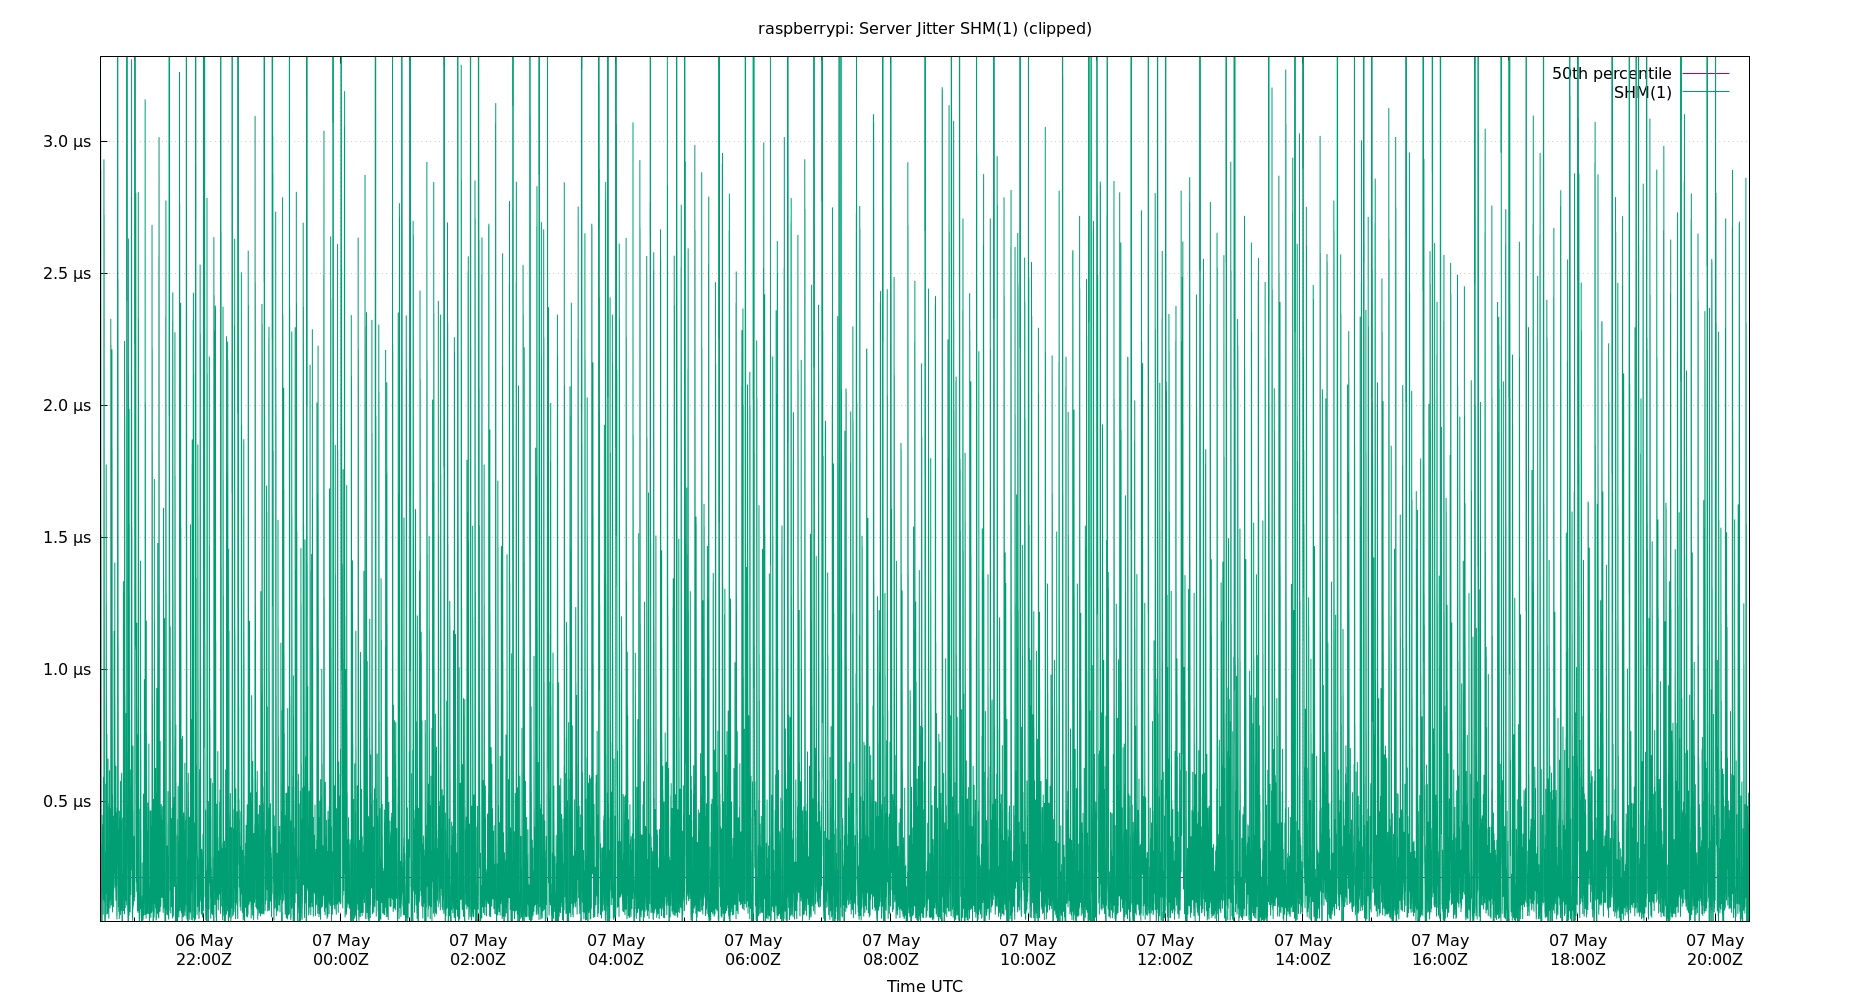 raspberrypi: Server Jitter SHM(1) (clipped)
50th percentile
SHM(1)
3.0 µs
2.5 µs
2.0 µs
1.5 µs
1.0 µs
0.5 µs
06 May 07 May 07 May 07 May 07 May 07 May 07 May 07 May 07 May 07 May 07 May 07 May
22:00Z 00:00Z 02:00Z 04:00Z 06:00Z 08:00Z 10:00Z 12:00Z 14:00Z 16:00Z 18:00Z 20:00Z
Time UTC